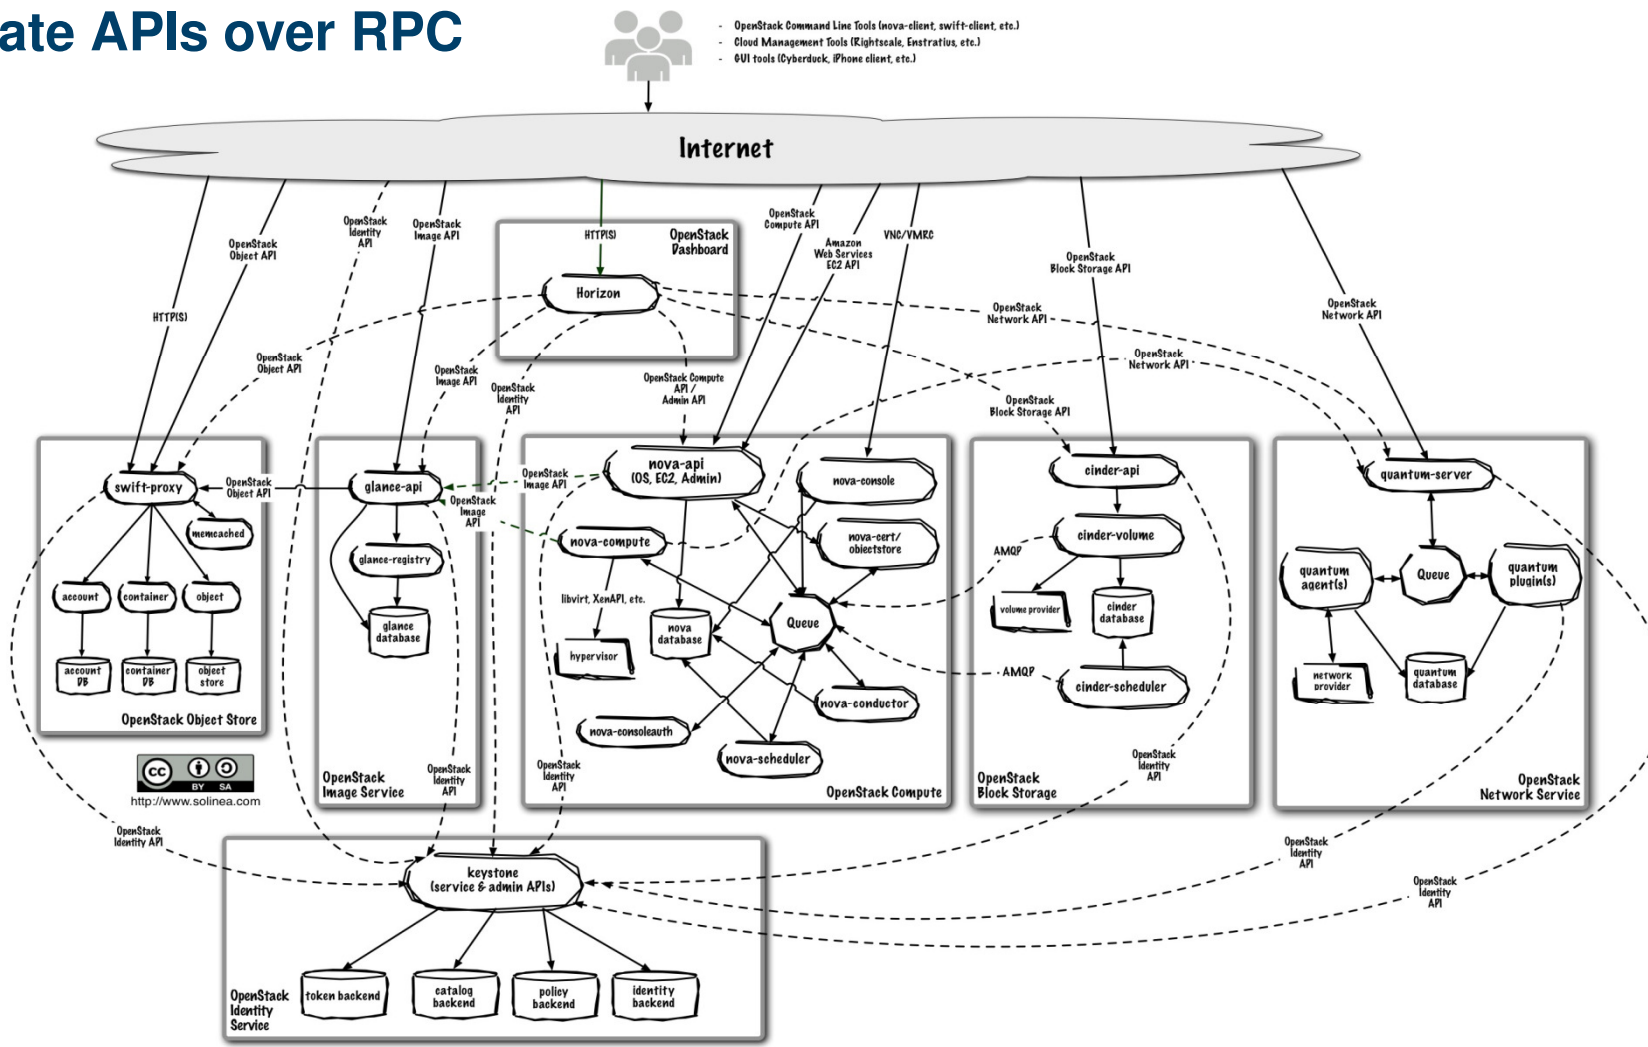 ate APIs over RPC
- OpenStack Command Line Tools (nova-client, swift-client, etc.)
- Cloud Management Tools (Rightscale, Enstratius, etc.)
- GUI tools (Cyberduck, iPhone client, etc.)
Internet
HTTP(S)
OpenStack
Object API
OpenStack
Identity
API
OpenStack
Image API
HTTP(S)
OpenStack
Dashboard
Horizon
OpenStack
Compute API
Amazon
Web Services
EC2 API
VNC/VMRC
OpenStack
Block Storage API
OpenStack
Network API
OpenStack
Network API
OpenStack
Network API
OpenStack
Object API
OpenStack
Image API
OpenStack
Identity
API
OpenStack Compute
API /
Admin API
OpenStack
Block Storage API
swift-proxy
OpenStack
Object API
memcached
account
container
object
account
DB
container
DB
object
store
OpenStack Object Store
glance-api
OpenStack
Image API
OpenStack
Image
API
glance-registry
glance
database
OpenStack
Image Service
OpenStack
Identity
API
nova-api
(OS, EC2, Admin)
nova-console
nova-compute
nova-cert/
objectstore
libvirt, XenAPI, etc.
hypervisor
nova
database
Queue
nova-conductor
nova-consoleauth
nova-scheduler
OpenStack
Identity
API
OpenStack Compute
cinder-api
cinder-volume
AMQP
volume provider
cinder
database
AMQP
cinder-scheduler
OpenStack
Identity
API
OpenStack
Block Storage
quantum-server
quantum
agent(s)
Queue
quantum
plugin(s)
network
provider
quantum
database
OpenStack
Network Service
cc
BY SA
http://www.solinea.com
OpenStack
Identity API
OpenStack
Identity
API
OpenStack
Identity
API
keystone
(service & admin APIs)
token backend
catalog
backend
policy
backend
identity
backend
OpenStack
Identity
Service